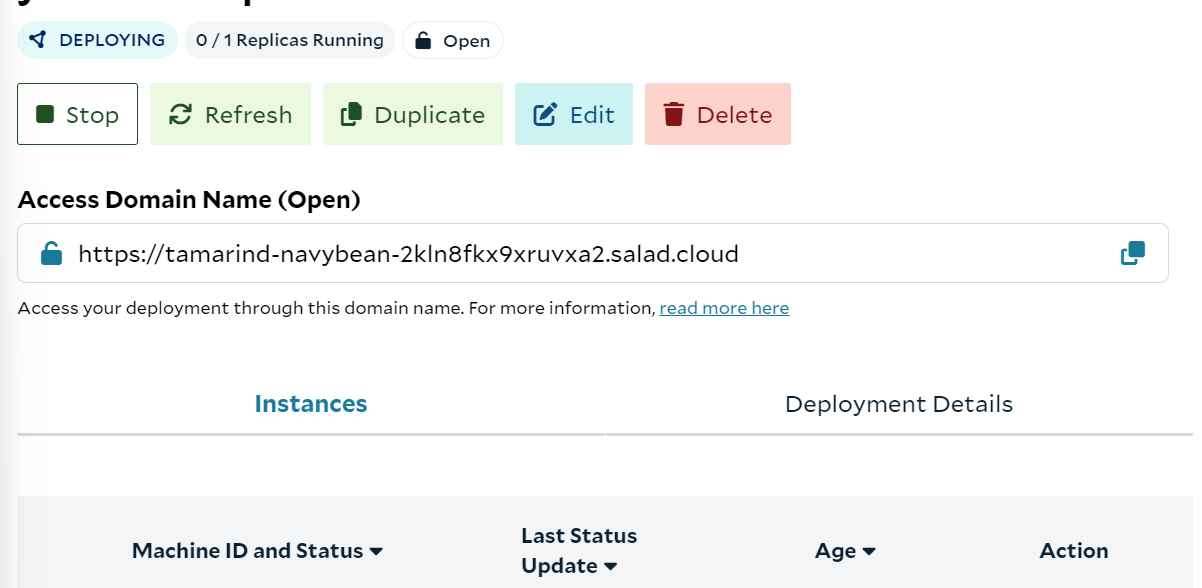 DEPLOYING 0 / 1 Replicas Running Open
Stop Refresh Duplicate Edit Delete
Access Domain Name (Open)
https://tamarind-navybean-2kln8fkx9xruvxa2.salad.cloud
Access your deployment through this domain name. For more information, read more here
Instances Deployment Details
Machine ID and Status Last Status Update Age Action